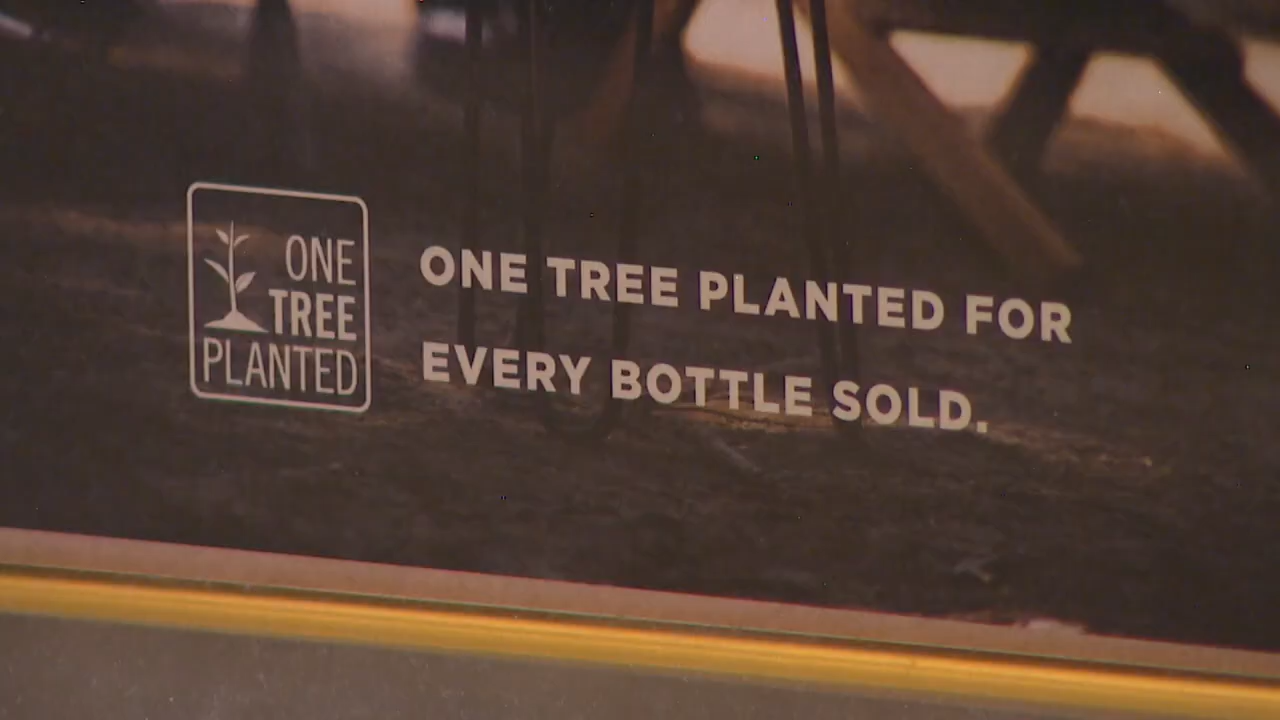 ONE
TREE
PLANTED
ONE TREE PLANTED FOR
EVERY BOTTLE SOLD.